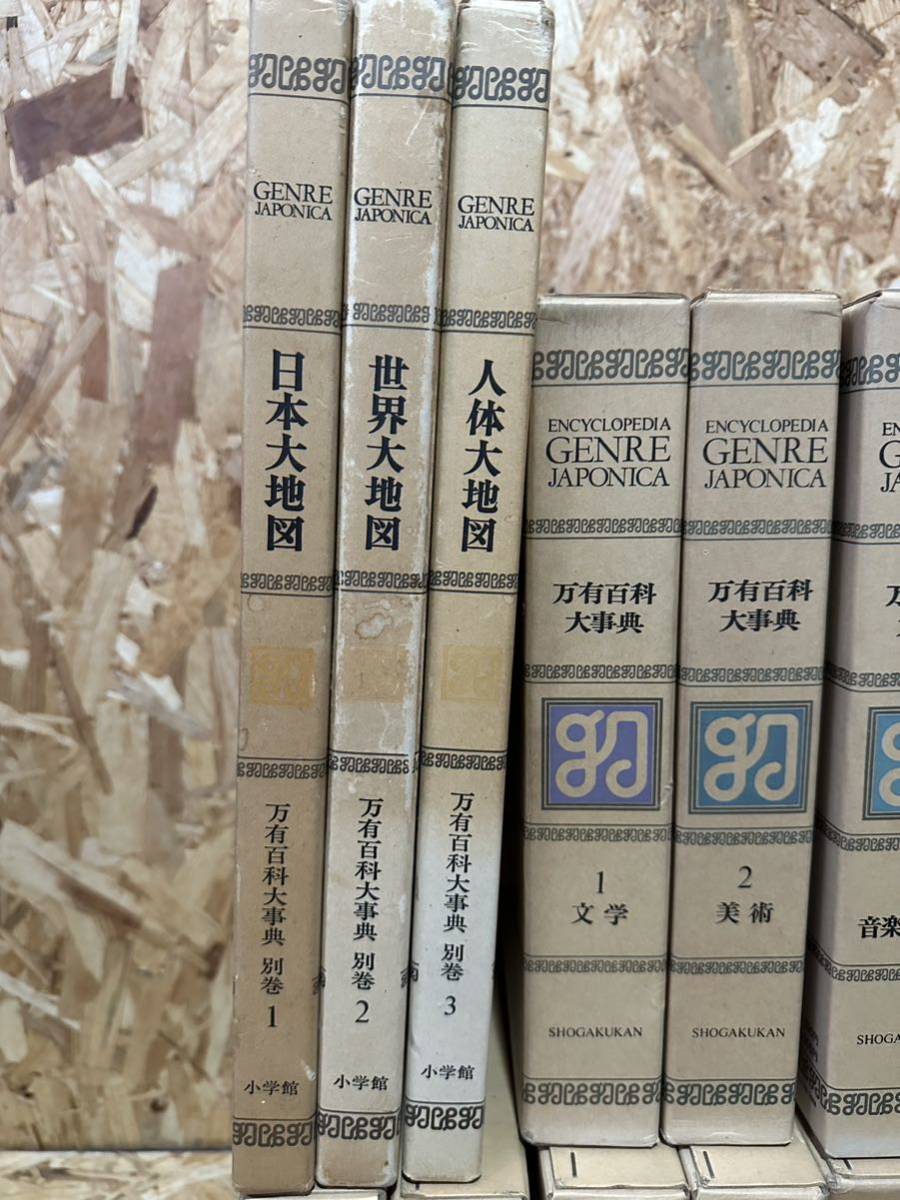 GENRE
JAPONICA
日本大地図
万有百科大事典 別巻 1
小学館
GENRE
JAPONICA
世界大地図
万有百科大事典 別巻 2
小学館
GENRE
JAPONICA
人体大地図
万有百科大事典 別巻 3
小学館
ENCYCLOPEDIA
GENRE
JAPONICA
万有百科
大事典
1
文学
SHOGAKUKAN
ENCYCLOPEDIA
GENRE
JAPONICA
万有百科
大事典
2
美術
SHOGAKUKAN
音楽